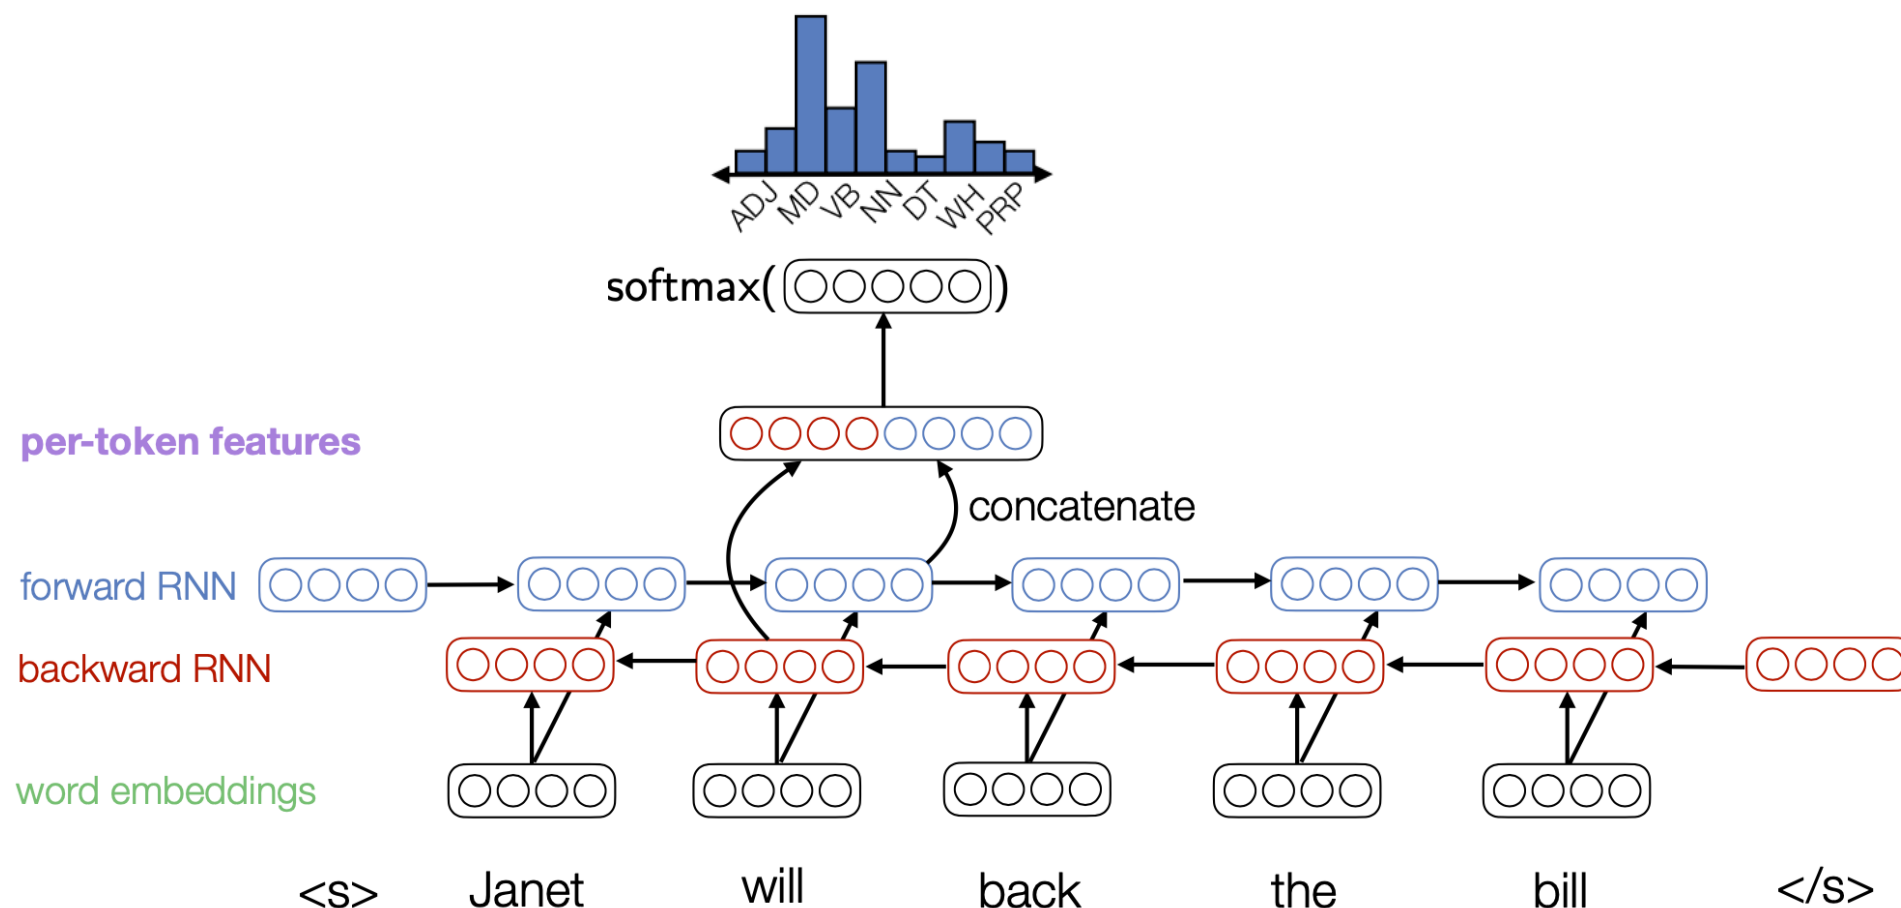 ADJ MD VB NN DT WH PRP
softmax( )
per-token features
concatenate
forward RNN
backward RNN
word embeddings
<s> Janet will back the bill </s>